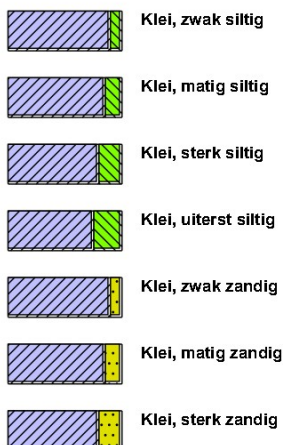 Klei, zwak siltig
Klei, matig siltig
Klei, sterk siltig
Klei, uiterst siltig
Klei, zwak zandig
Klei, matig zandig
Klei, sterk zandig